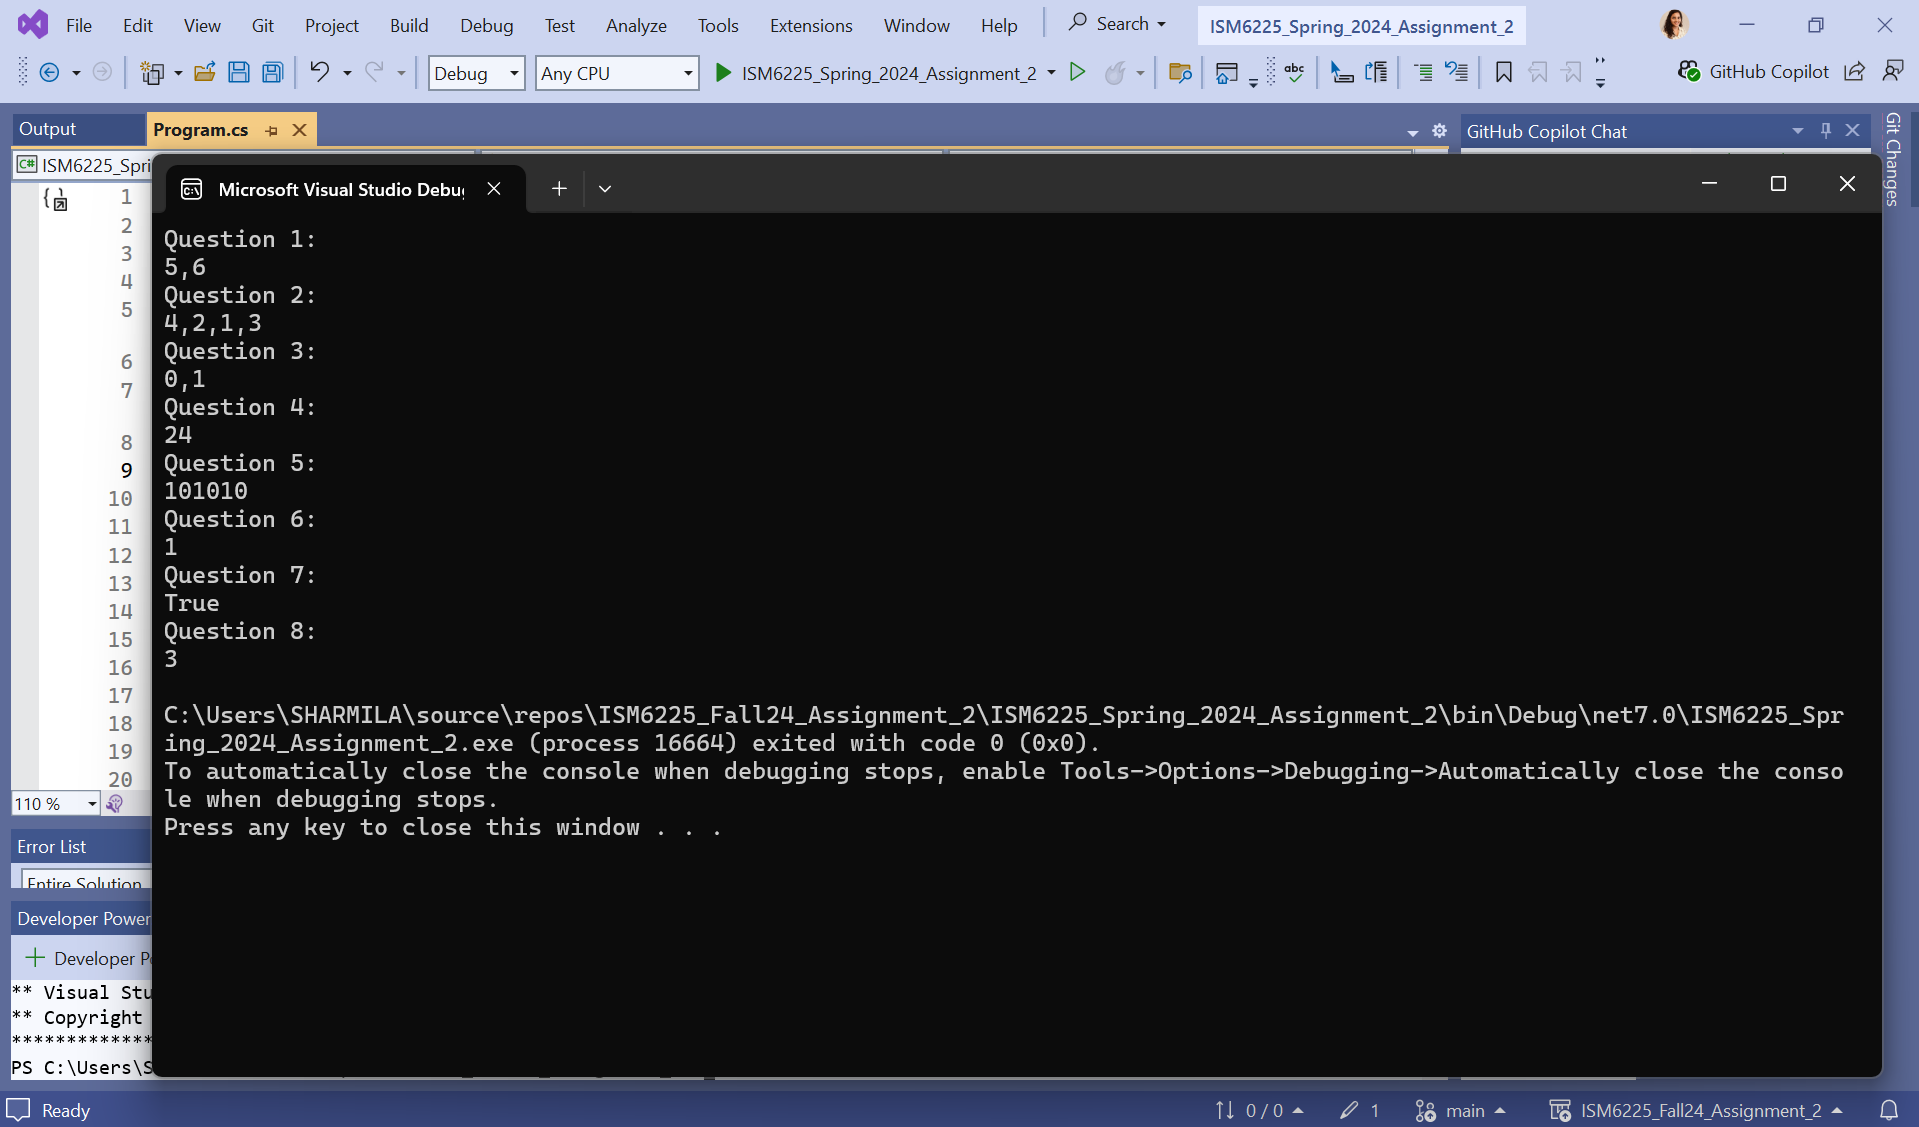 File Edit View Git Project Build Debug Test Analyze Tools Extensions Window Help Search ISM6225_Spring_2024_Assignment_2
Debug Any CPU ISM6225_Spring_2024_Assignment_2 abc GitHub Copilot
Output Program.cs GitHub Copilot Chat
Git Changes
C# ISM6225_Spri
Microsoft Visual Studio Debu
1
2
3
4
5
6
7
8
9
10
11
12
13
14
15
16
17
18
19
20
Question 1:
5,6
Question 2:
4,2,1,3
Question 3:
0,1
Question 4:
24
Question 5:
101010
Question 6:
1
Question 7:
True
Question 8:
3
C:\Users\SHARMILA\source\repos\ISM6225_Fall24_Assignment_2\ISM6225_Spring_2024_Assignment_2\bin\Debug\net7.0\ISM6225_Spr
ing_2024_Assignment_2.exe (process 16664) exited with code 0 (0x0).
To automatically close the console when debugging stops, enable Tools->Options->Debugging->Automatically close the conso
le when debugging stops.
Press any key to close this window . . .
110 %
Error List
Entire Solution
Developer Power
Developer P
** Visual Stu
** Copyright
*************
PS C:\Users\S
Ready 0 / 0 1 main ISM6225_Fall24_Assignment_2